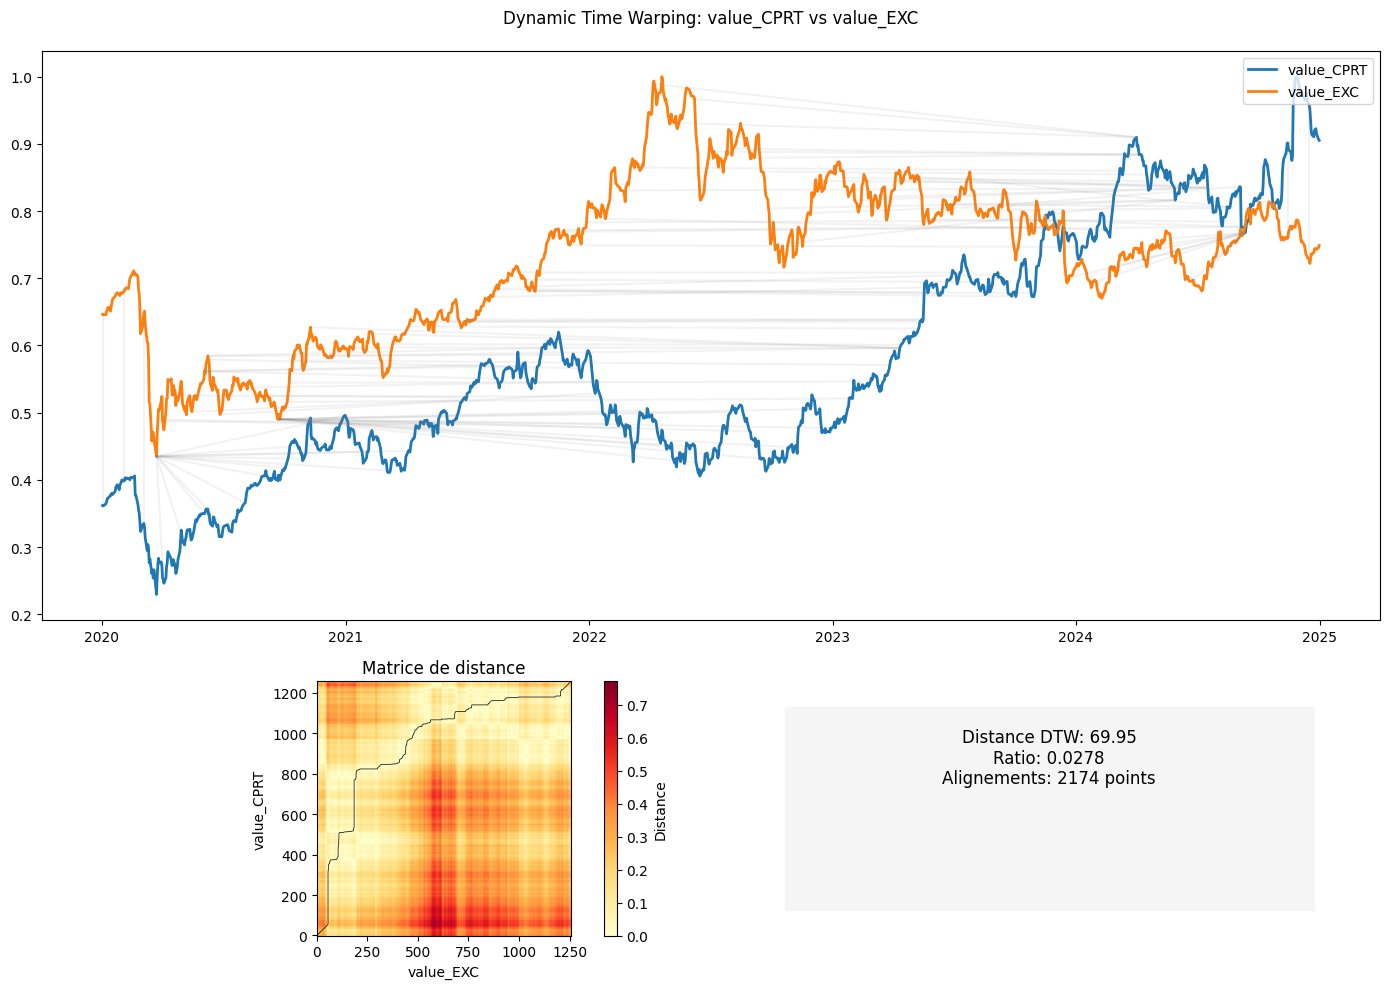 Dynamic Time Warping: value_CPRT vs value_EXC
value_CPRT
value_EXC
1.0
0.9
0.8
0.7
0.6
0.5
0.4
0.3
0.2
2020 2021 2022 2023 2024 2025
Matrice de distance
value_CPRT
1200
1000
800
600
400
200
0
0 250 500 750 1000 1250
value_EXC
0.7
0.6
0.5
0.4
0.3
0.2
0.1
0.0
Distance
Distance DTW: 69.95
Ratio: 0.0278
Alignements: 2174 points